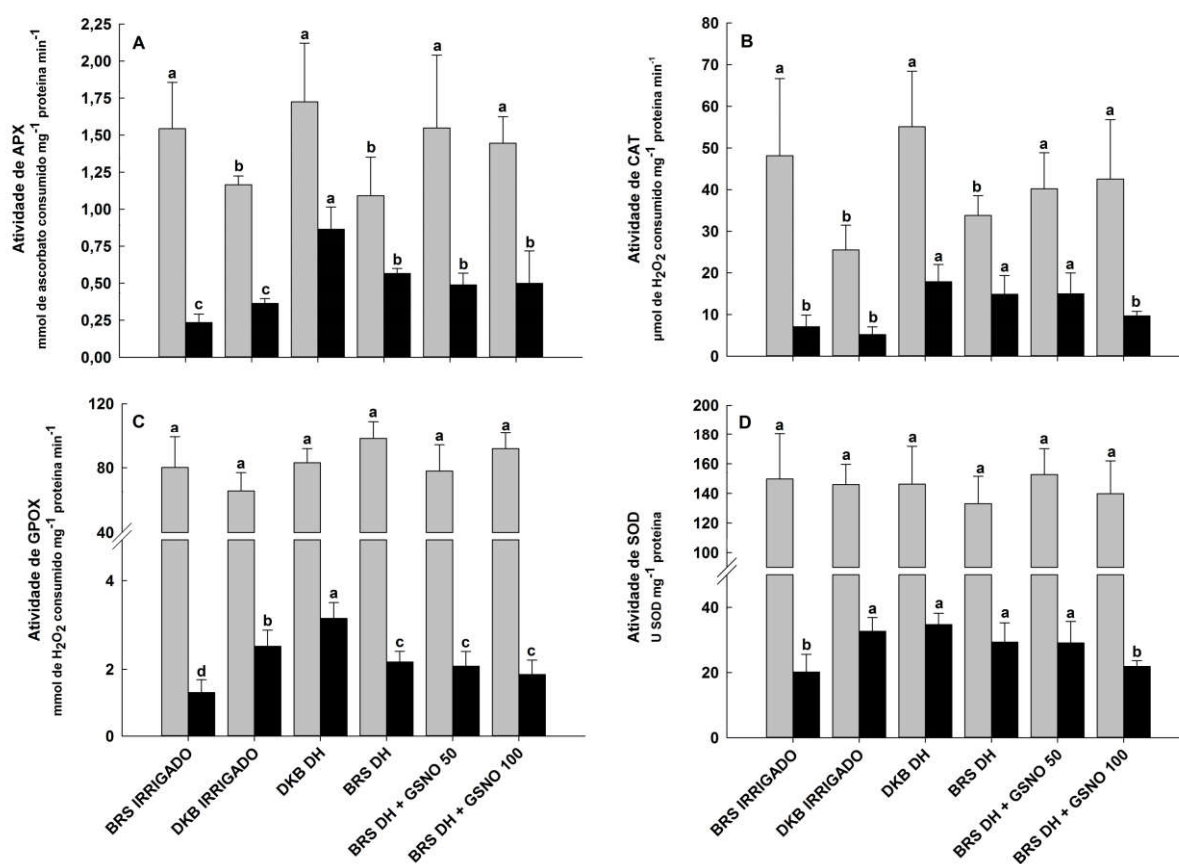 A
Atividade de APX
mmol de ascorbato consumido mg⁻¹ proteína min⁻¹
2,25
2,00
1,75
1,50
1,25
1,00
0,75
0,50
0,25
0,00
a
c
b
c
a
a
b
b
a
b
a
b
B
Atividade de CAT
µmol de H₂O₂ consumido mg⁻¹ proteína min⁻¹
80
70
60
50
40
30
20
10
0
a
b
b
b
a
a
b
a
a
a
a
b
C
Atividade de GPOX
mmol de H₂O₂ consumido mg⁻¹ proteína min⁻¹
120
80
40
4
2
0
a
d
a
b
a
a
a
c
a
c
a
c
BRS IRRIGADO
DKB IRRIGADO
DKB DH
BRS DH
BRS DH + GSNO 50
BRS DH + GSNO 100
D
Atividade de SOD
U SOD mg⁻¹ proteína
200
180
160
140
120
100
40
20
0
a
b
a
a
a
a
a
a
a
a
a
b
BRS IRRIGADO
DKB IRRIGADO
DKB DH
BRS DH
BRS DH + GSNO 50
BRS DH + GSNO 100